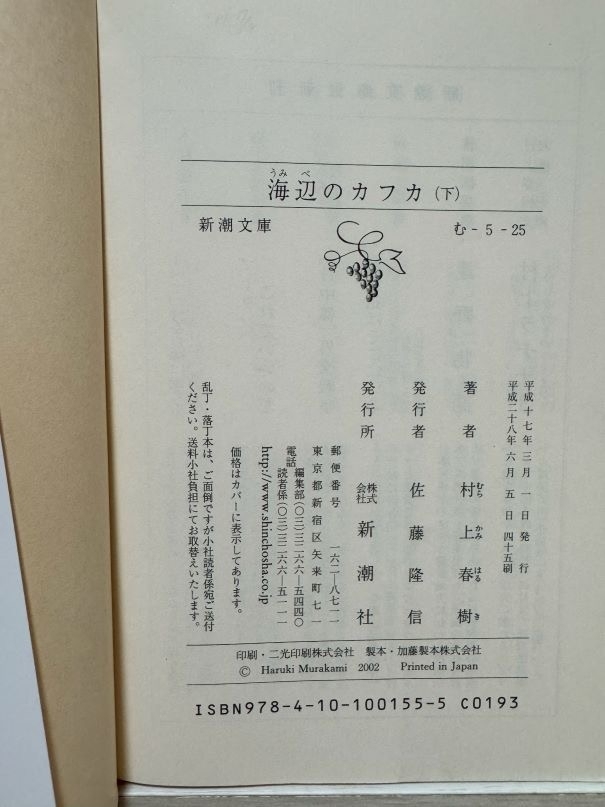 うみべ
海辺のカフカ（下）
新潮文庫　む-5-25
平成十七年三月一日発行
平成二十八年六月五日四十五刷
著者　村上春樹
むらかみはるき
発行者　佐藤隆信
発行所　株式会社新潮社
郵便番号　一六二―八七一一
東京都新宿区矢来町七一
電話　編集部（〇三）三二六六―五四四〇
読者係（〇三）三二六六―五一一一
http://www.shinchosha.co.jp
価格はカバーに表示してあります。
乱丁・落丁本は、ご面倒ですが小社読者係宛ご送付
ください。送料小社負担にてお取替えいたします。
印刷・二光印刷株式会社　製本・加藤製本株式会社
© Haruki Murakami 2002　Printed in Japan
ISBN978-4-10-100155-5 C0193